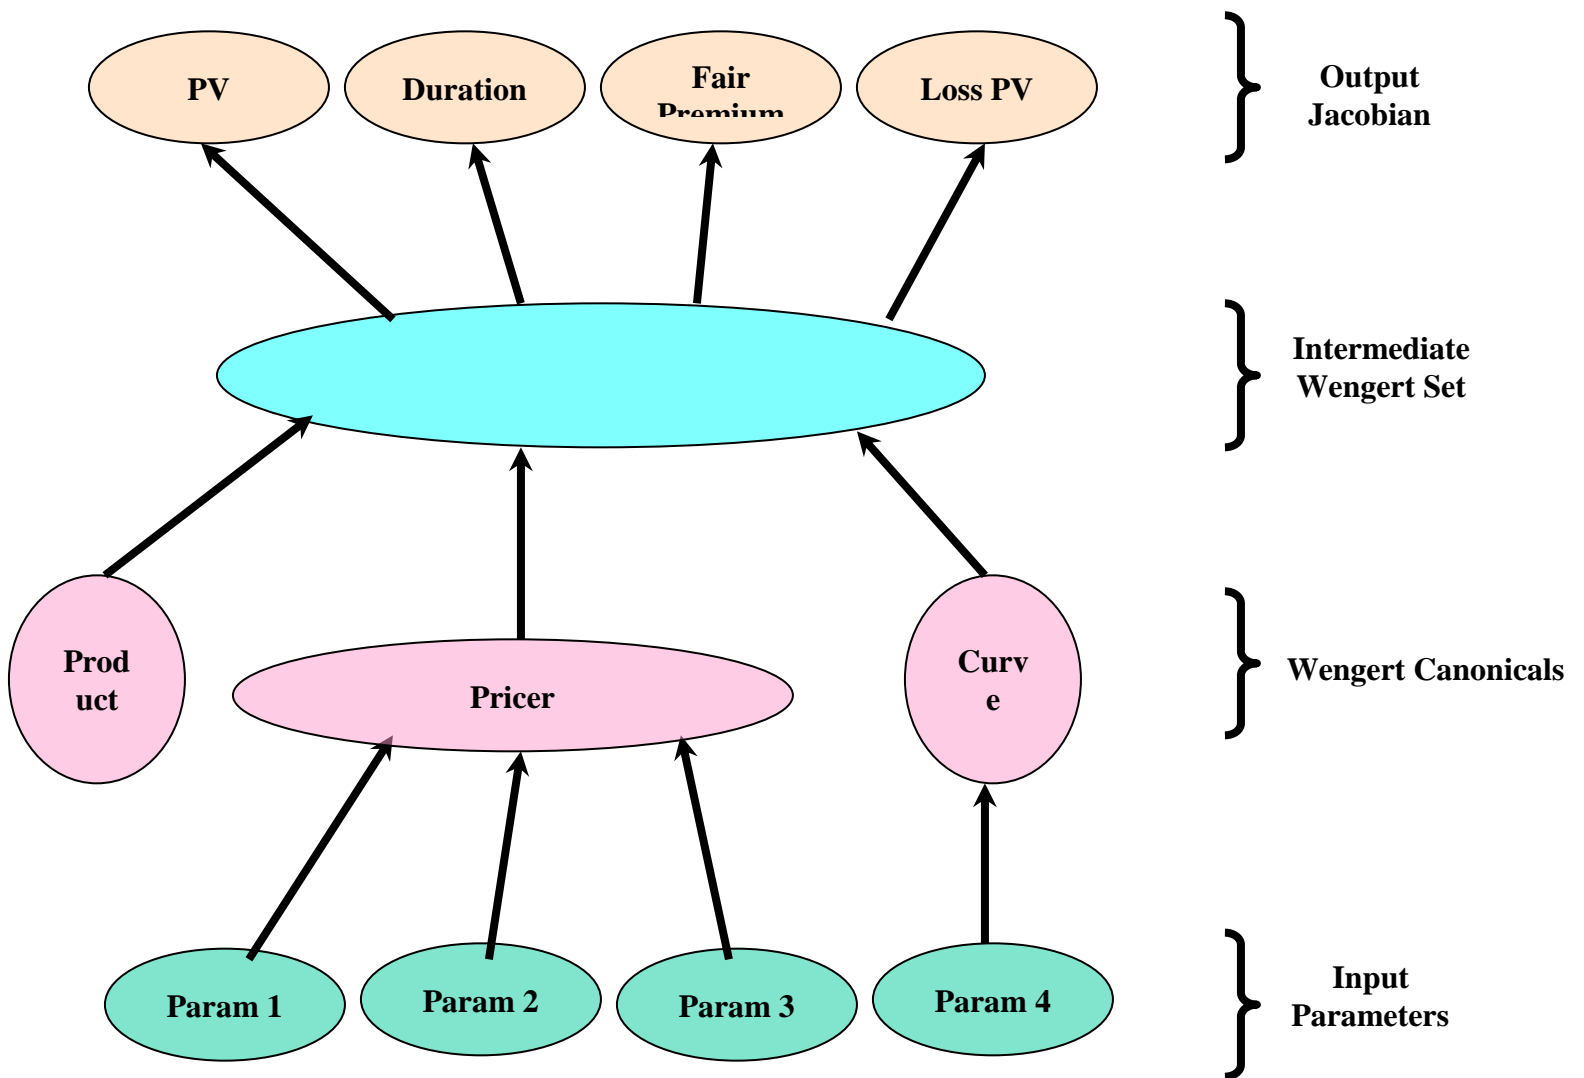 PV
Duration
Fair
Premium
Loss PV
Output
Jacobian
Intermediate
Wengert Set
Prod
uct
Pricer
Curv
e
Wengert Canonicals
Param 1
Param 2
Param 3
Param 4
Input
Parameters